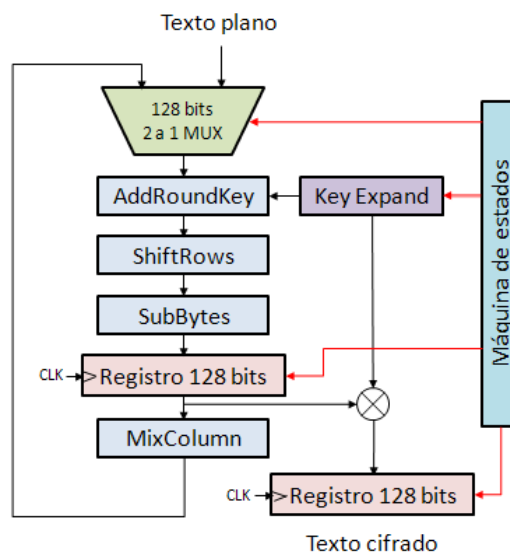 Texto plano
128 bits
2 a 1 MUX
AddRoundKey
Key Expand
ShiftRows
SubBytes
CLK
Registro 128 bits
MixColumn
CLK
Registro 128 bits
Texto cifrado
Máquina de estados